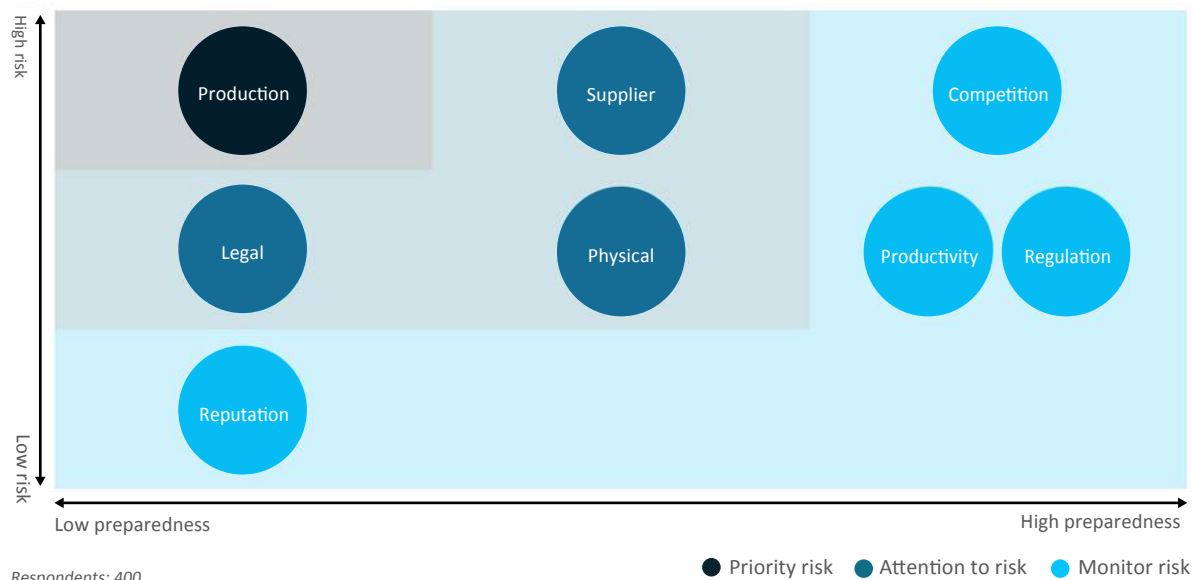 High risk
Production
Supplier
Competition
Legal
Physical
Productivity
Regulation
Reputation
Low risk
Low preparedness
High preparedness
Respondents: 400
Priority risk
Attention to risk
Monitor risk